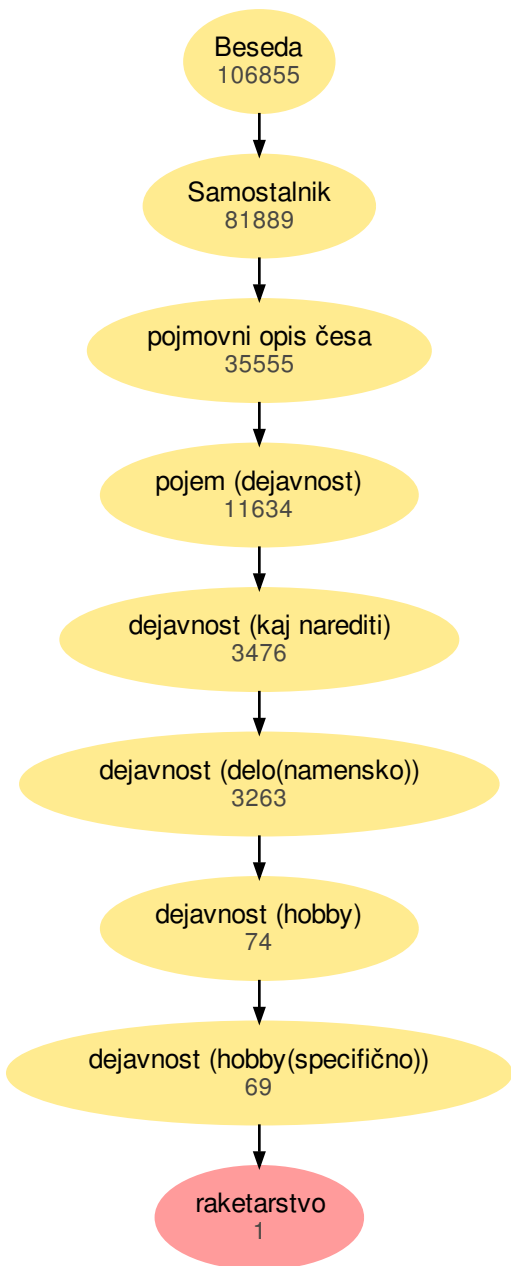 Beseda
106855
Samostalnik
81889
pojmovni opis česa
35555
pojem (dejavnost)
11634
dejavnost (kaj narediti)
3476
dejavnost (delo(namensko))
3263
dejavnost (hobby)
74
dejavnost (hobby(specifično))
69
raketarstvo
1